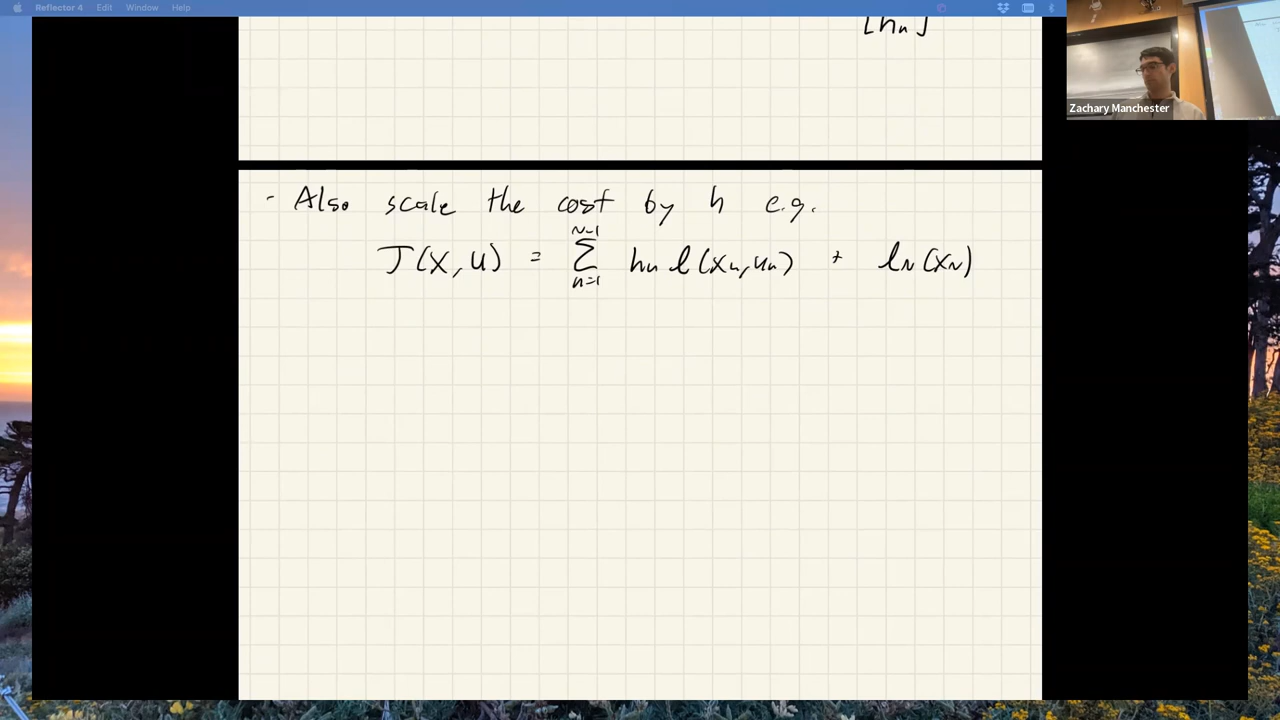 Reflector 4 Edit Window Help
[hn]
Zachary Manchester
- Also scale the cost by h e.g.
J(x,u) = Σ_{n=1}^{N-1} hn l(xn,un) + lN(xN)